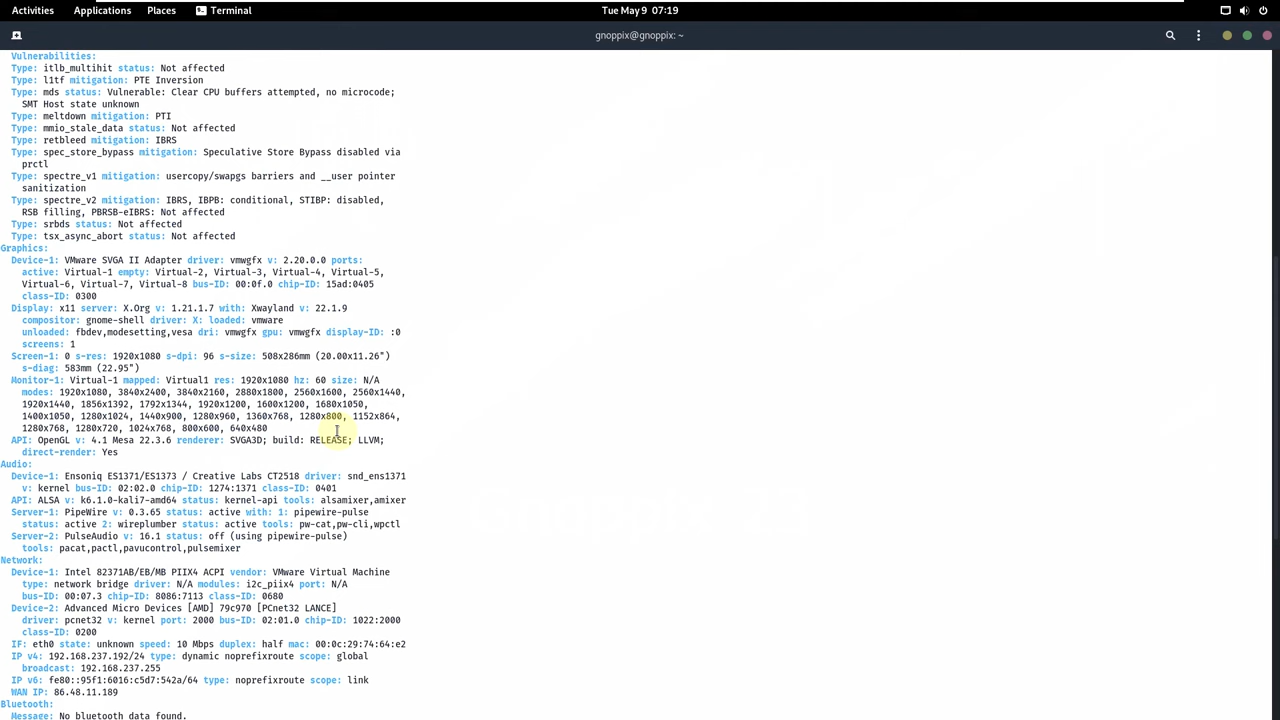 Activities Applications Places Terminal Tue May 9 07:19
gnoppix@gnoppix: ~
Vulnerabilities:
Type: itlb_multihit status: Not affected
Type: l1tf mitigation: PTE Inversion
Type: mds status: Vulnerable: Clear CPU buffers attempted, no microcode;
SMT Host state unknown
Type: meltdown mitigation: PTI
Type: mmio_stale_data status: Not affected
Type: retbleed mitigation: IBRS
Type: spec_store_bypass mitigation: Speculative Store Bypass disabled via
prctl
Type: spectre_v1 mitigation: usercopy/swapgs barriers and __user pointer
sanitization
Type: spectre_v2 mitigation: IBRS, IBPB: conditional, STIBP: disabled,
RSB filling, PBRSB-eIBRS: Not affected
Type: srbds status: Not affected
Type: tsx_async_abort status: Not affected
Graphics:
Device-1: VMware SVGA II Adapter driver: vmwgfx v: 2.20.0.0 ports:
active: Virtual-1 empty: Virtual-2, Virtual-3, Virtual-4, Virtual-5,
Virtual-6, Virtual-7, Virtual-8 bus-ID: 00:0f.0 chip-ID: 15ad:0405
class-ID: 0300
Display: x11 server: X.Org v: 1.21.1.7 with: Xwayland v: 22.1.9
compositor: gnome-shell driver: X: loaded: vmware
unloaded: fbdev,modesetting,vesa dri: vmwgfx gpu: vmwgfx display-ID: :0
screens: 1
Screen-1: 0 s-res: 1920x1080 s-dpi: 96 s-size: 508x286mm (20.00x11.26")
s-diag: 583mm (22.95")
Monitor-1: Virtual-1 mapped: Virtual1 res: 1920x1080 hz: 60 size: N/A
modes: 1920x1080, 3840x2400, 3840x2160, 2880x1800, 2560x1600, 2560x1440,
1920x1440, 1856x1392, 1792x1344, 1920x1200, 1600x1200, 1680x1050,
1400x1050, 1280x1024, 1440x900, 1280x960, 1360x768, 1280x800, 1152x864,
1280x768, 1280x720, 1024x768, 800x600, 640x480
API: OpenGL v: 4.1 Mesa 22.3.6 renderer: SVGA3D; build: RELEASE; LLVM;
direct-render: Yes
Audio:
Device-1: Ensoniq ES1371/ES1373 / Creative Labs CT2518 driver: snd_ens1371
v: kernel bus-ID: 02:02.0 chip-ID: 1274:1371 class-ID: 0401
API: ALSA v: k6.1.0-kali7-amd64 status: kernel-api tools: alsamixer,amixer
Server-1: PipeWire v: 0.3.65 status: active with: 1: pipewire-pulse
status: active 2: wireplumber status: active tools: pw-cat,pw-cli,wpctl
Server-2: PulseAudio v: 16.1 status: off (using pipewire-pulse)
tools: pacat,pactl,pavucontrol,pulsemixer
Network:
Device-1: Intel 82371AB/EB/MB PIIX4 ACPI vendor: VMware Virtual Machine
type: network bridge driver: N/A modules: i2c_piix4 port: N/A
bus-ID: 00:07.3 chip-ID: 8086:7113 class-ID: 0680
Device-2: Advanced Micro Devices [AMD] 79c970 [PCnet32 LANCE]
driver: pcnet32 v: kernel port: 2000 bus-ID: 02:01.0 chip-ID: 1022:2000
class-ID: 0200
IF: eth0 state: unknown speed: 10 Mbps duplex: half mac: 00:0c:29:74:64:e2
IP v4: 192.168.237.192/24 type: dynamic noprefixroute scope: global
broadcast: 192.168.237.255
IP v6: fe80::95f1:6016:c5d7:542a/64 type: noprefixroute scope: link
WAN IP: 86.48.11.189
Bluetooth:
Message: No bluetooth data found.